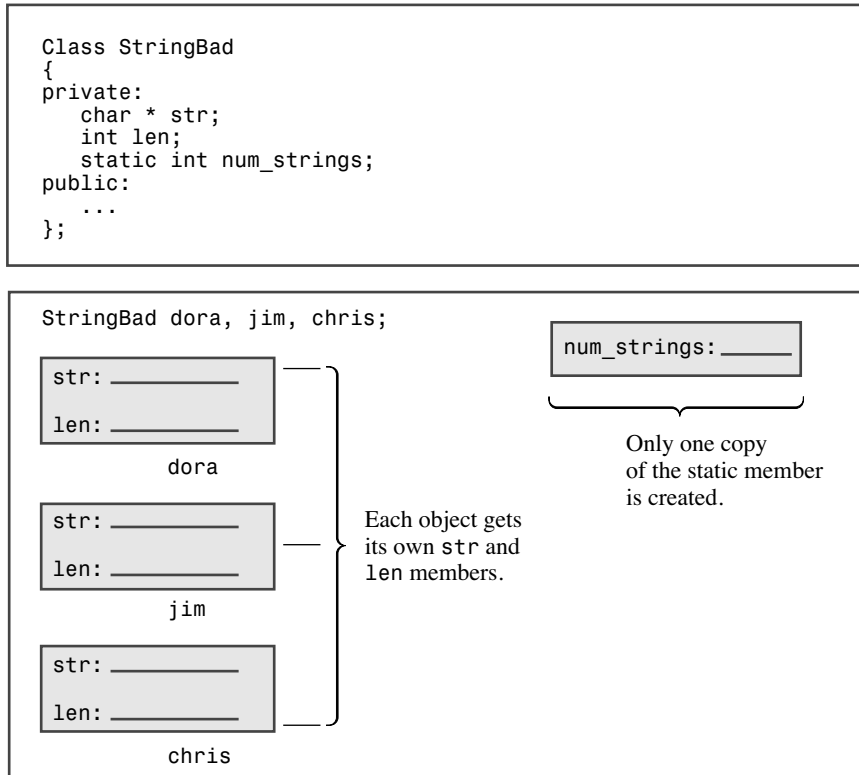 Class StringBad
{
private:
   char * str;
   int len;
   static int num_strings;
public:
   ...
};
StringBad dora, jim, chris;
num_strings:
Only one copy
of the static member
is created.
str:
len:
dora
str:
len:
jim
str:
len:
chris
Each object gets
its own str and
len members.